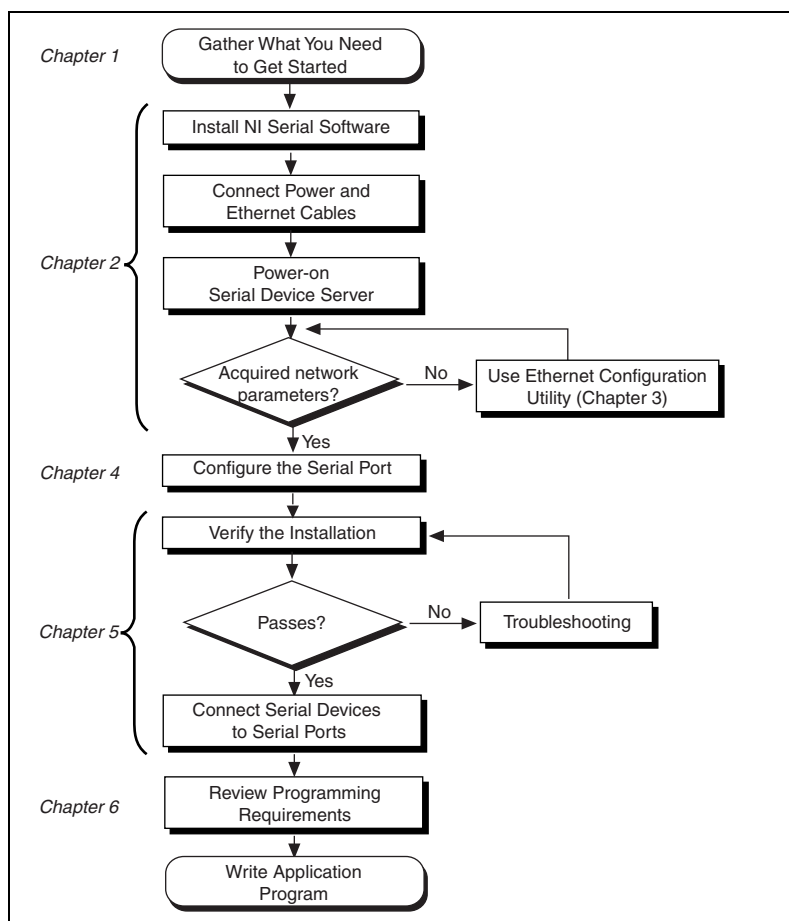 Chapter 1
Gather What You Need
to Get Started
Chapter 2
Install NI Serial Software
Connect Power and
Ethernet Cables
Power-on
Serial Device Server
Acquired network
parameters?
No
Use Ethernet Configuration
Utility (Chapter 3)
Yes
Chapter 4
Configure the Serial Port
Chapter 5
Verify the Installation
Passes?
No
Troubleshooting
Yes
Connect Serial Devices
to Serial Ports
Chapter 6
Review Programming
Requirements
Write Application
Program